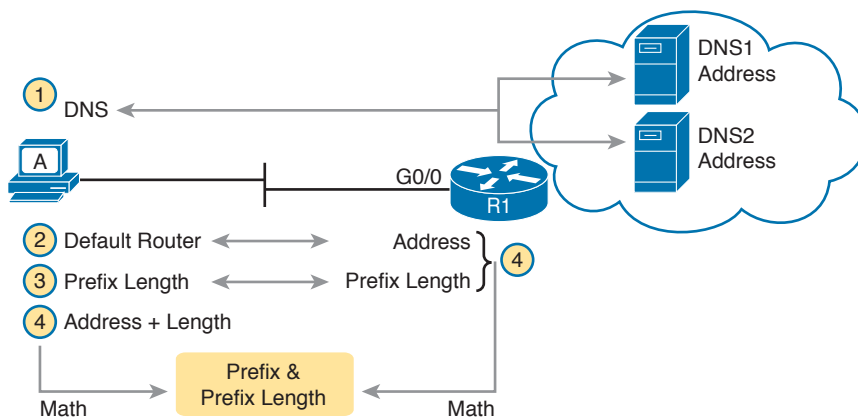 DNS1
Address
1
DNS
DNS2
Address
A
G0/0
R1
2 Default Router
Address
3 Prefix Length
Prefix Length
4
4 Address + Length
Prefix &
Prefix Length
Math
Math